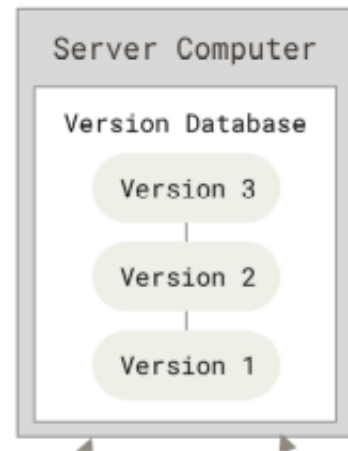 Server Computer
Version Database
Version 3
Version 2
Version 1